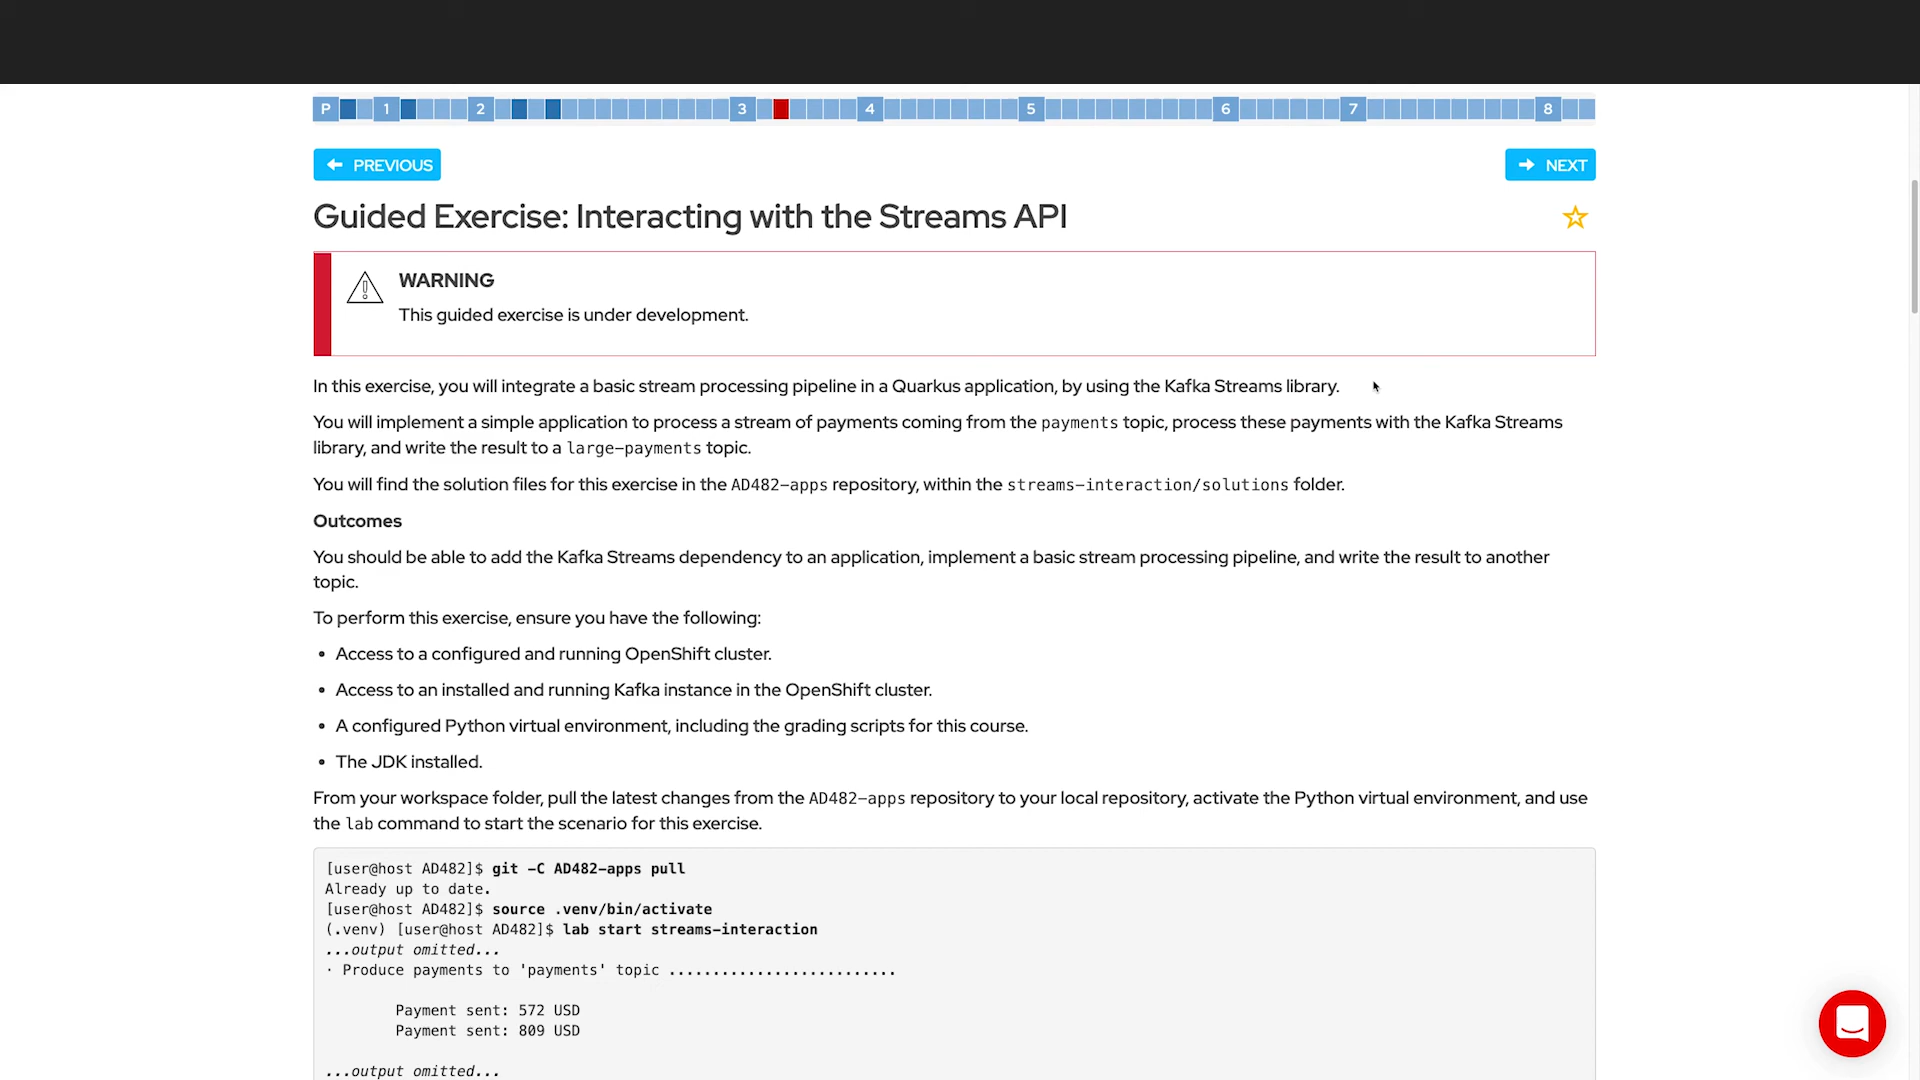 P 1 2 3 4 5 6 7 8
PREVIOUS
NEXT
Guided Exercise: Interacting with the Streams API
WARNING
This guided exercise is under development.
In this exercise, you will integrate a basic stream processing pipeline in a Quarkus application, by using the Kafka Streams library.
You will implement a simple application to process a stream of payments coming from the payments topic, process these payments with the Kafka Streams
library, and write the result to a large-payments topic.
You will find the solution files for this exercise in the AD482-apps repository, within the streams-interaction/solutions folder.
Outcomes
You should be able to add the Kafka Streams dependency to an application, implement a basic stream processing pipeline, and write the result to another
topic.
To perform this exercise, ensure you have the following:
• Access to a configured and running OpenShift cluster.
• Access to an installed and running Kafka instance in the OpenShift cluster.
• A configured Python virtual environment, including the grading scripts for this course.
• The JDK installed.
From your workspace folder, pull the latest changes from the AD482-apps repository to your local repository, activate the Python virtual environment, and use
the lab command to start the scenario for this exercise.
[user@host AD482]$ git -C AD482-apps pull
Already up to date.
[user@host AD482]$ source .venv/bin/activate
(.venv) [user@host AD482]$ lab start streams-interaction
...output omitted...
· Produce payments to 'payments' topic ..........................
Payment sent: 572 USD
Payment sent: 809 USD
...output omitted...